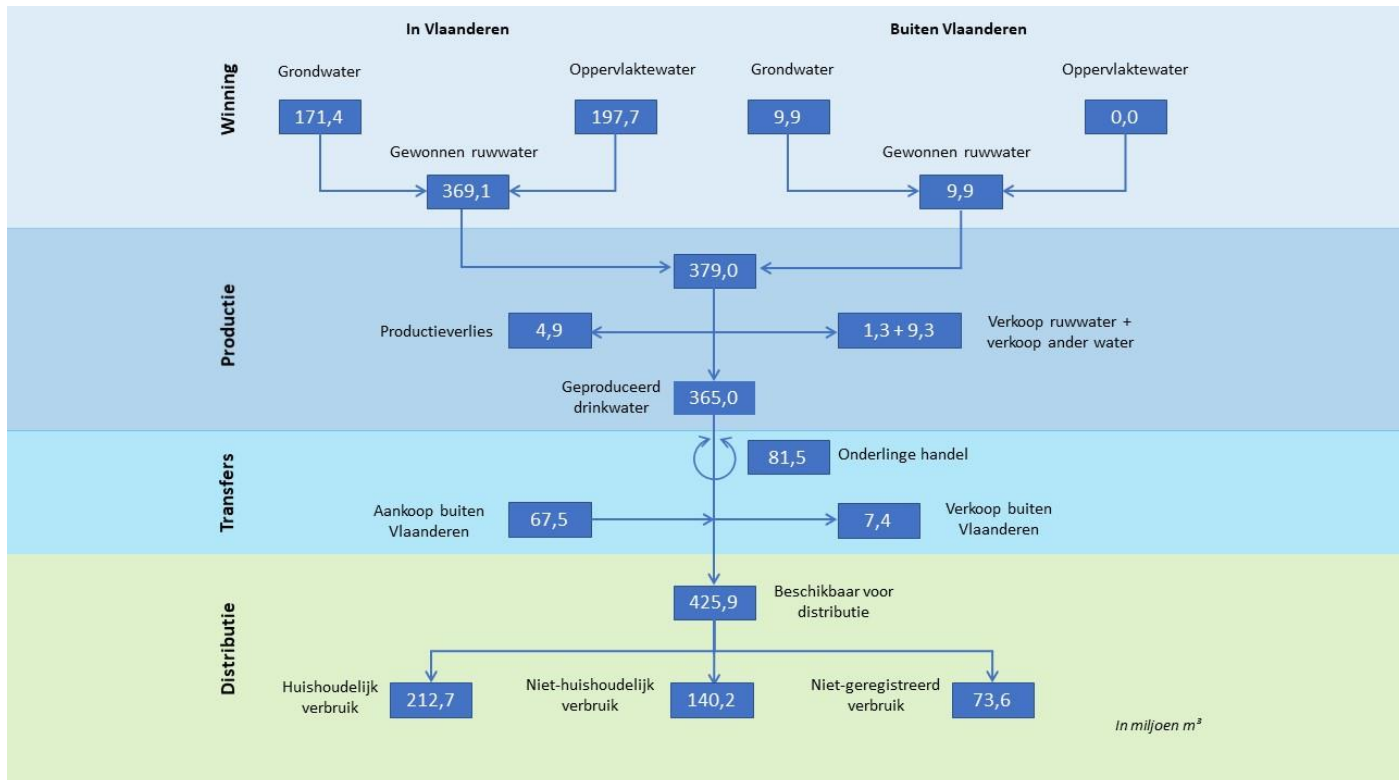 In Vlaanderen
Buiten Vlaanderen
Winning
Grondwater
Oppervlaktewater
Grondwater
Oppervlaktewater
171,4
197,7
9,9
0,0
Gewonnen ruwwater
Gewonnen ruwwater
369,1
9,9
Productie
379,0
Productieverlies
4,9
1,3 + 9,3
Verkoop ruwwater +
verkoop ander water
Geproduceerd
drinkwater
365,0
Transfers
81,5
Onderlinge handel
Aankoop buiten
Vlaanderen
67,5
7,4
Verkoop buiten
Vlaanderen
Distributie
425,9
Beschikbaar voor
distributie
Huishoudelijk
verbruik
212,7
Niet-huishoudelijk
verbruik
140,2
Niet-geregistreerd
verbruik
73,6
In miljoen m³